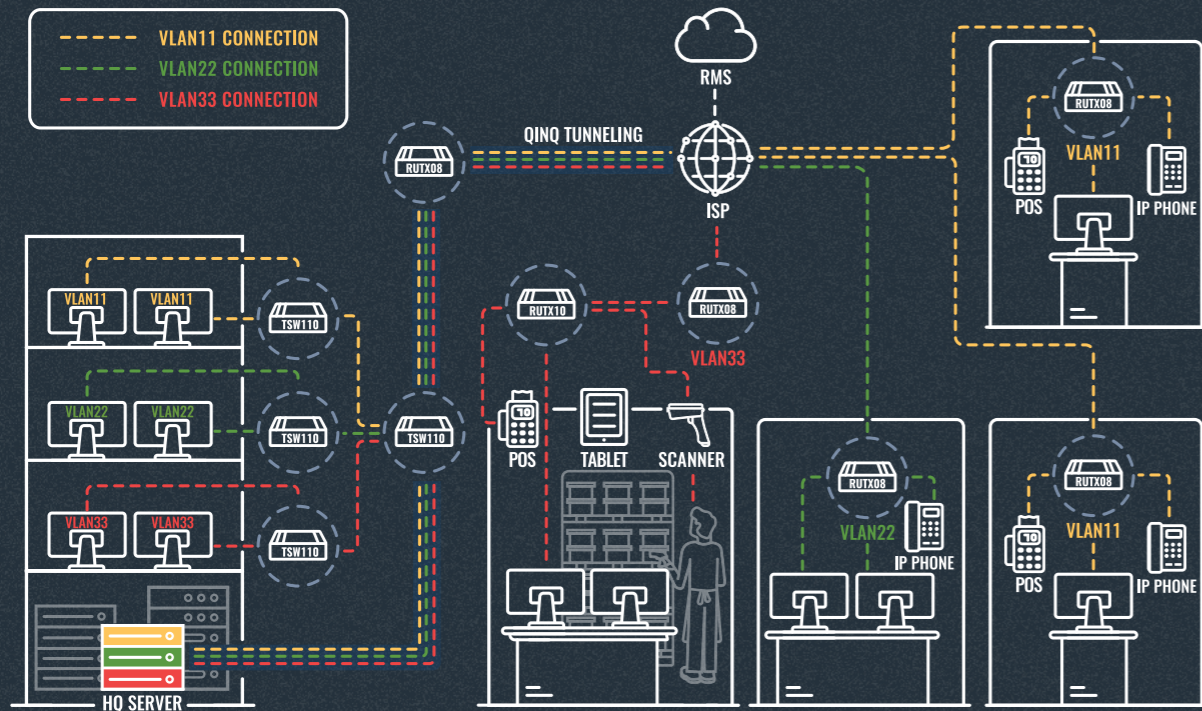 VLAN11 CONNECTION
VLAN22 CONNECTION
VLAN33 CONNECTION
RMS
QINQ TUNNELING
ISP
RUTX08
RUTX08
VLAN11
POS
IP PHONE
VLAN11
VLAN11
TSW110
VLAN22
VLAN22
TSW110
TSW110
VLAN33
VLAN33
TSW110
HQ SERVER
RUTX10
RUTX08
VLAN33
POS
TABLET
SCANNER
RUTX08
VLAN22
IP PHONE
RUTX08
VLAN11
POS
IP PHONE